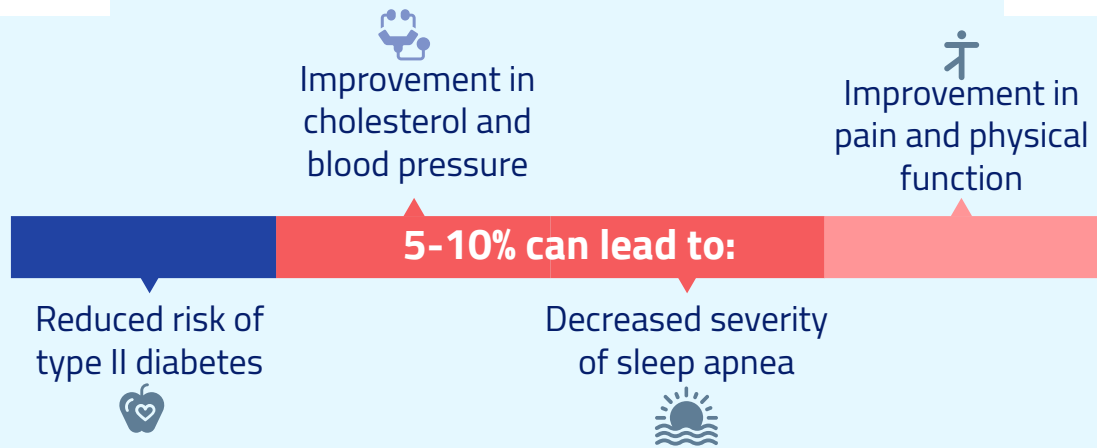 Improvement in
cholesterol and
blood pressure
Improvement in
pain and physical
function
5-10% can lead to:
Reduced risk of
type II diabetes
Decreased severity
of sleep apnea